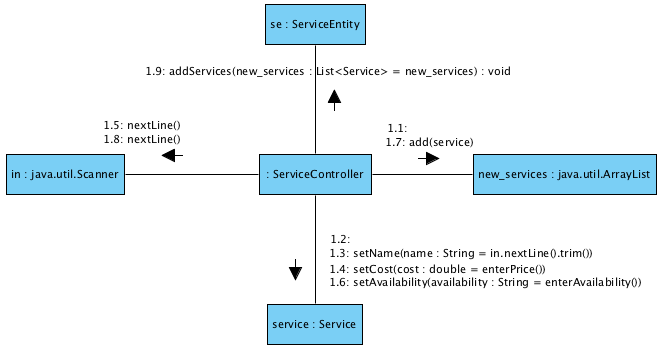 se : ServiceEntity
1.9: addServices(new_services : List<Service> = new_services) : void
1.5: nextLine()
1.8: nextLine()
1.1:
1.7: add(service)
in : java.util.Scanner
: ServiceController
new_services : java.util.ArrayList
1.2:
1.3: setName(name : String = in.nextLine().trim())
1.4: setCost(cost : double = enterPrice())
1.6: setAvailability(availability : String = enterAvailability())
service : Service